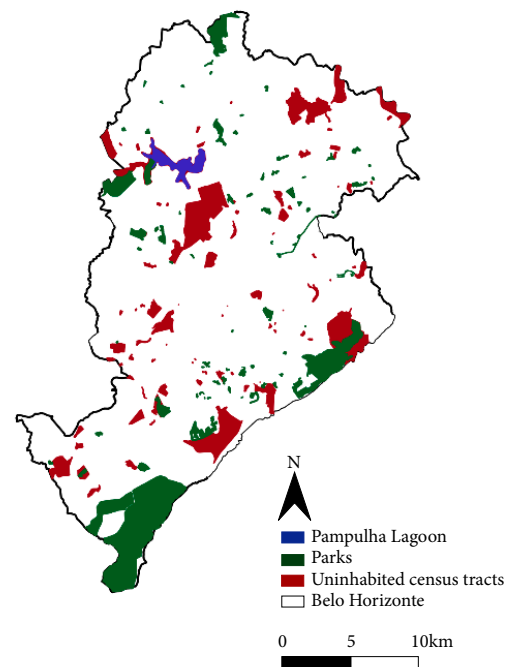 N
Pampulha Lagoon
Parks
Uninhabited census tracts
Belo Horizonte
0 5 10km